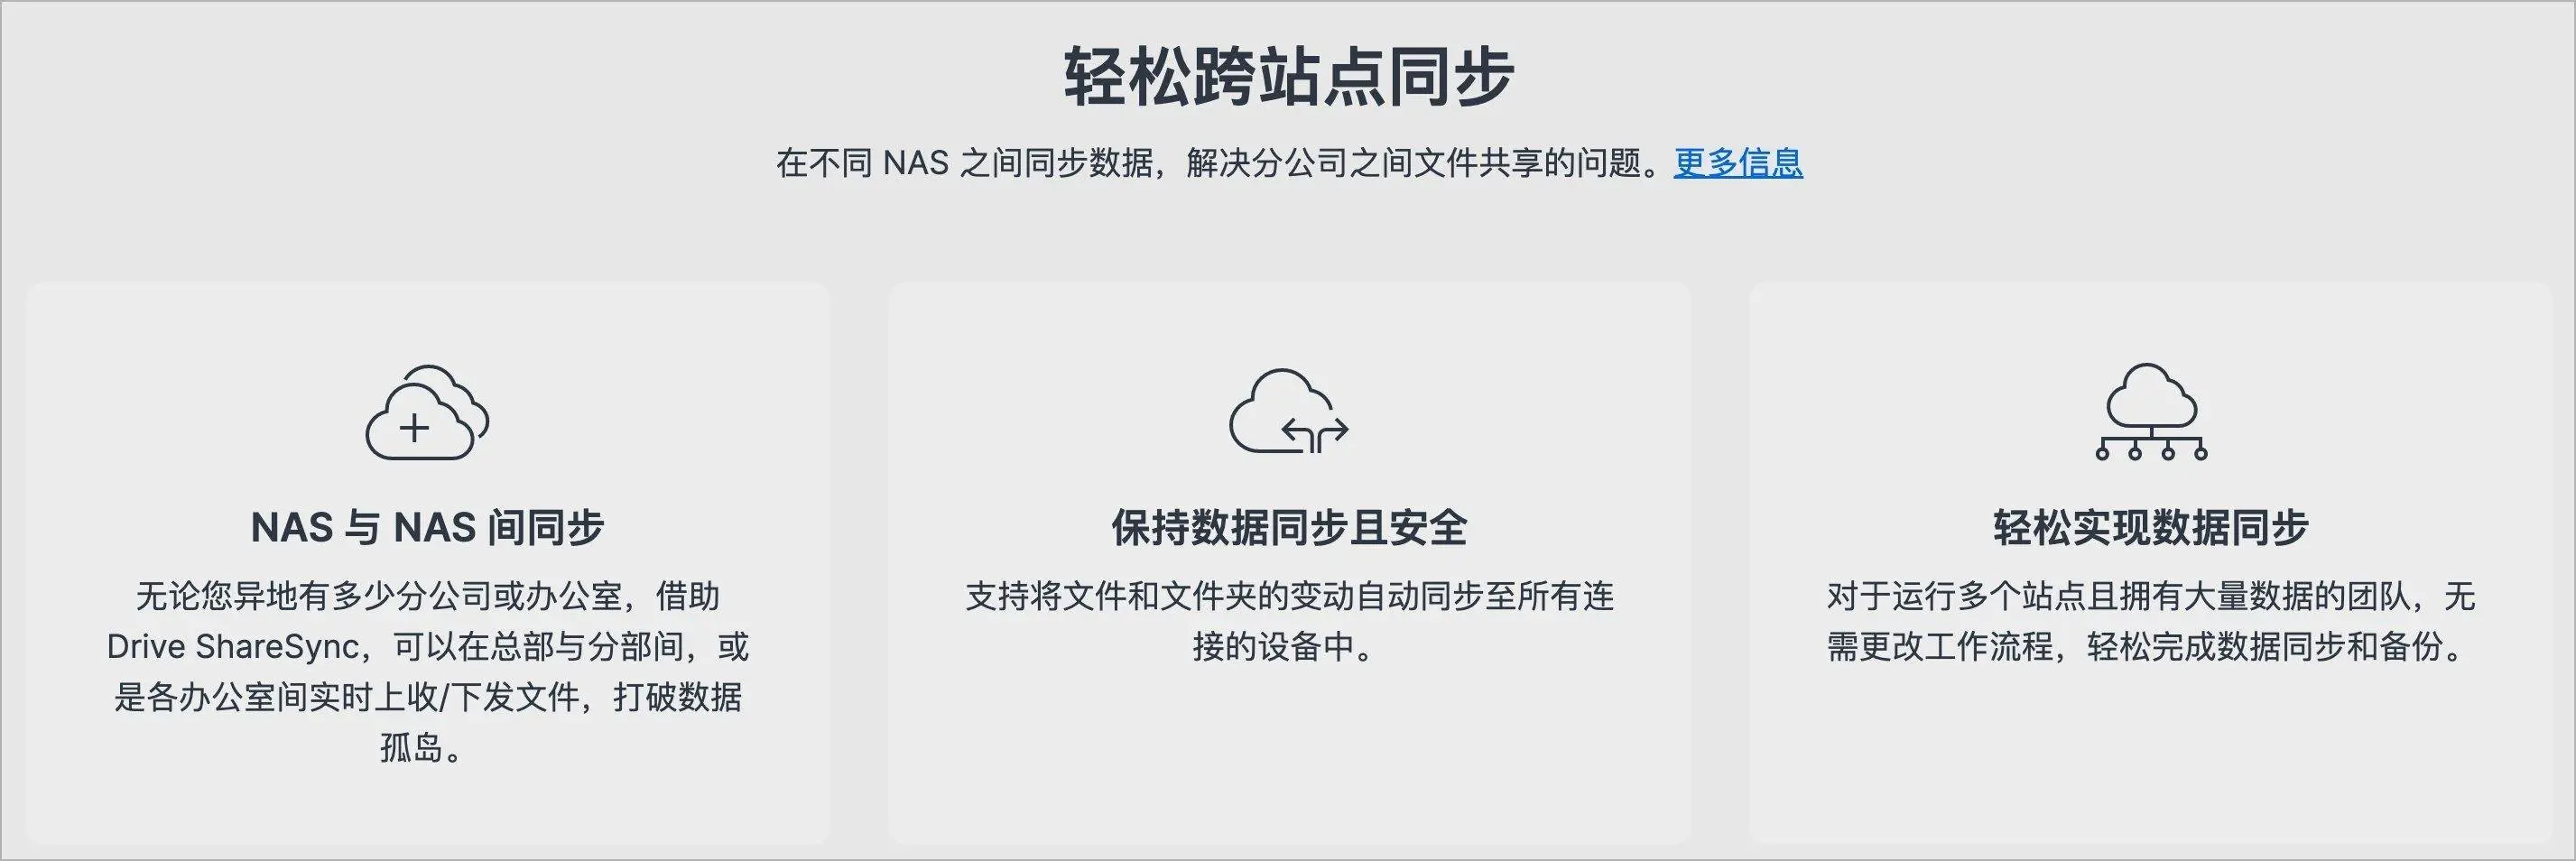 轻松跨站点同步
在不同 NAS 之间同步数据，解决分公司之间文件共享的问题。更多信息
NAS 与 NAS 间同步
无论您异地有多少分公司或办公室，借助
Drive ShareSync，可以在总部与分部间，或
是各办公室间实时上收/下发文件，打破数据
孤岛。
保持数据同步且安全
支持将文件和文件夹的变动自动同步至所有连
接的设备中。
轻松实现数据同步
对于运行多个站点且拥有大量数据的团队，无
需更改工作流程，轻松完成数据同步和备份。